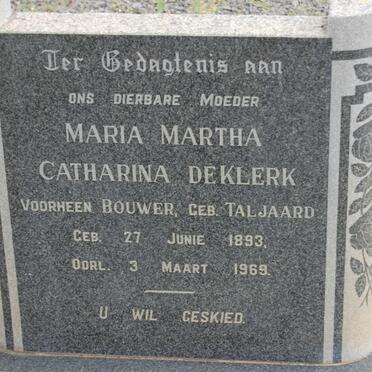 Ter Gedagtenis aan
ONS DIERBARE MOEDER
MARIA MARTHA
CATHARINA DEKLERK
VOORHEEN BOUWER, GEB. TALJAARD
GEB. 27 JUNIE 1893,
OORL. 3 MAART 1969.
U WIL GESKIED.